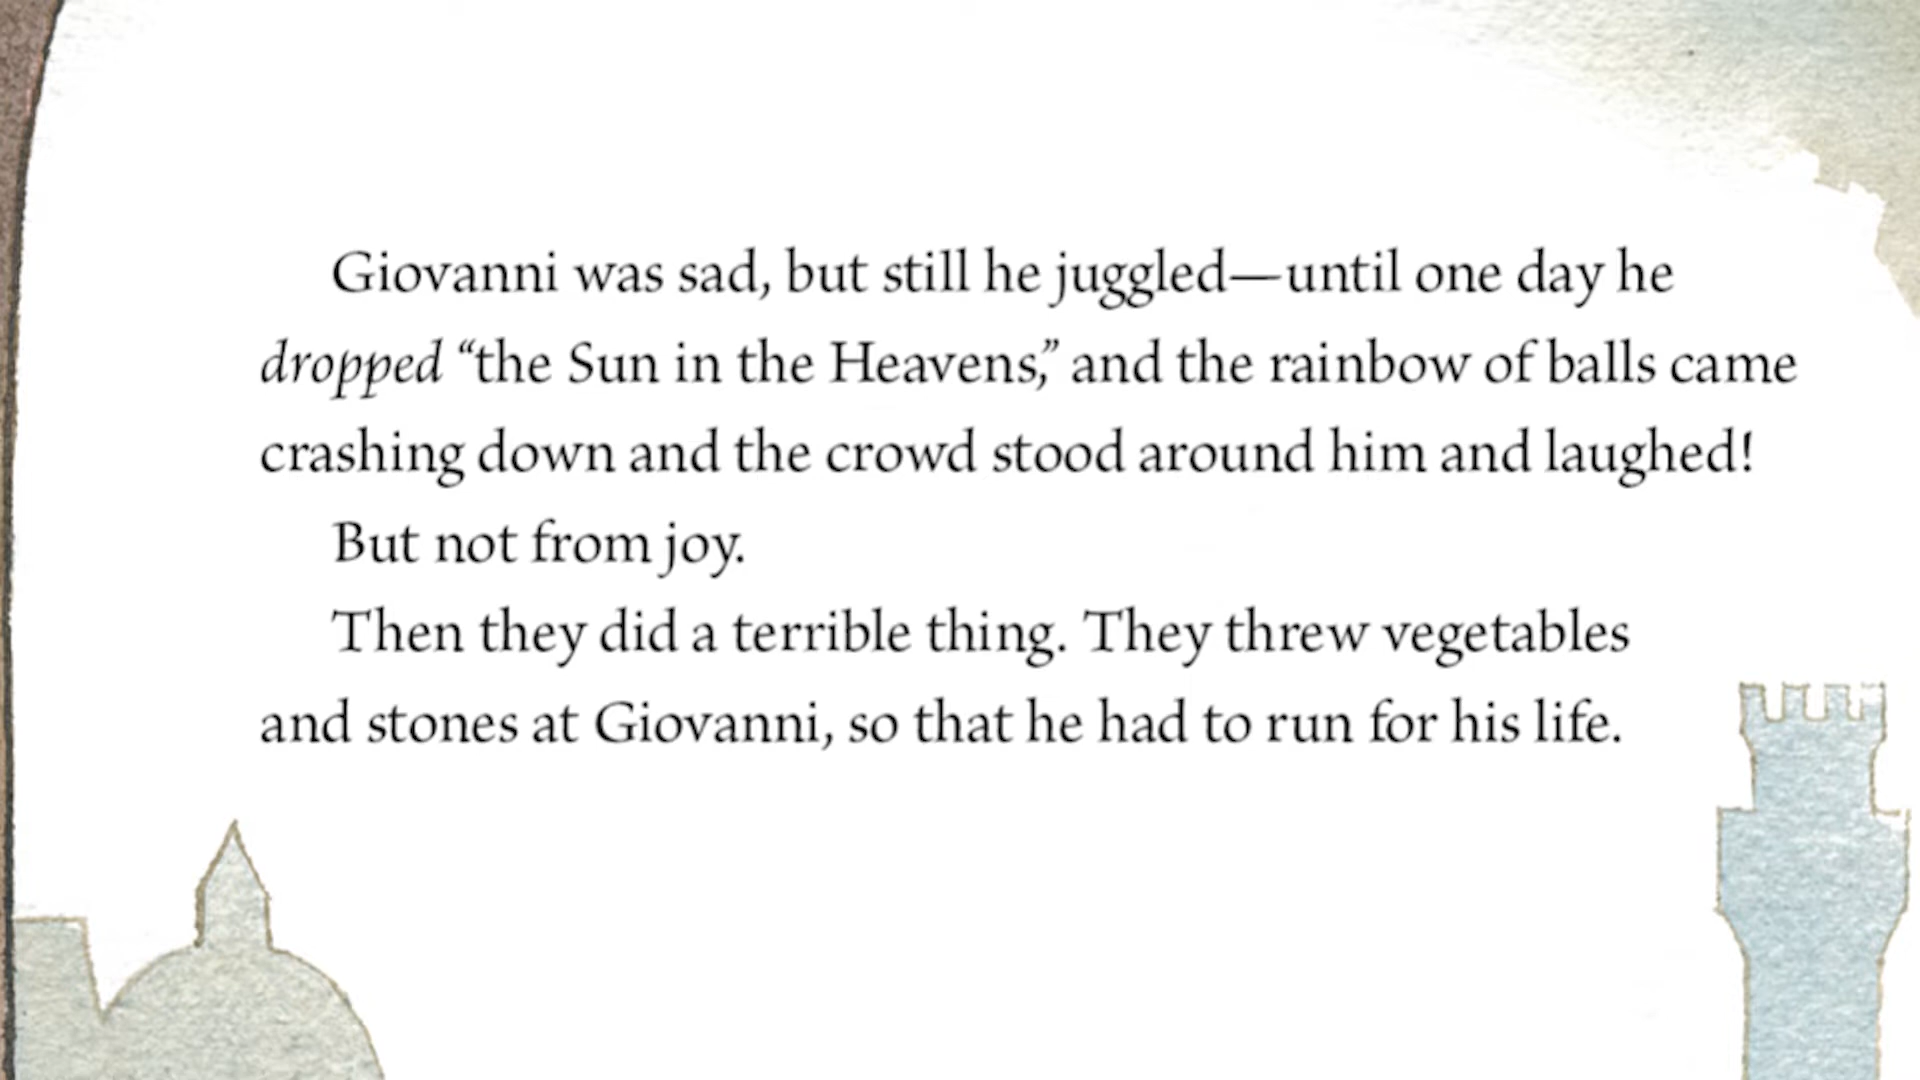 Giovanni was sad, but still he juggled—until one day he
dropped “the Sun in the Heavens,” and the rainbow of balls came
crashing down and the crowd stood around him and laughed!
But not from joy.
Then they did a terrible thing. They threw vegetables
and stones at Giovanni, so that he had to run for his life.